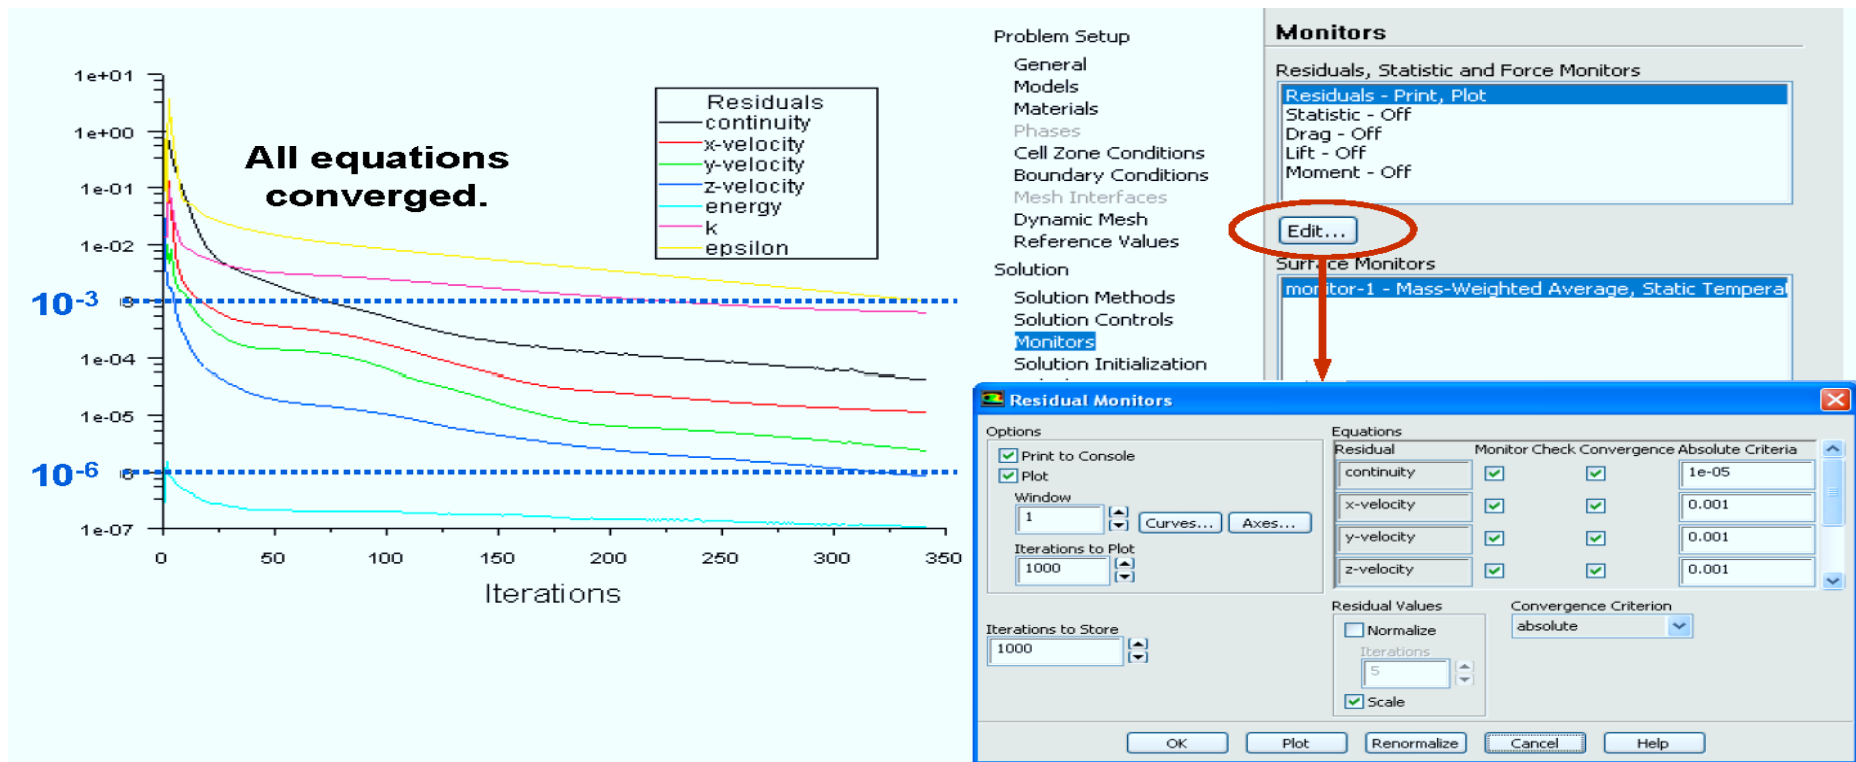 1e+01
1e+00
1e-01
1e-02
10-3
1e-04
1e-05
10-6
1e-07
0 50 100 150 200 250 300 350
Iterations
All equations
converged.
Residuals
continuity
x-velocity
y-velocity
z-velocity
energy
k
epsilon
Problem Setup
General
Models
Materials
Phases
Cell Zone Conditions
Boundary Conditions
Mesh Interfaces
Dynamic Mesh
Reference Values
Solution
Solution Methods
Solution Controls
Monitors
Solution Initialization
Monitors
Residuals, Statistic and Force Monitors
Residuals - Print, Plot
Statistic - Off
Drag - Off
Lift - Off
Moment - Off
Edit...
Surface Monitors
monitor-1 - Mass-Weighted Average, Static Tempera
Residual Monitors
Options
Print to Console
Plot
Window
1
Curves... Axes...
Iterations to Plot
1000
Iterations to Store
1000
Equations
Residual Monitor Check Convergence Absolute Criteria
continuity 1e-05
x-velocity 0.001
y-velocity 0.001
z-velocity 0.001
Residual Values
Normalize
Iterations
5
Scale
Convergence Criterion
absolute
OK Plot Renormalize Cancel Help